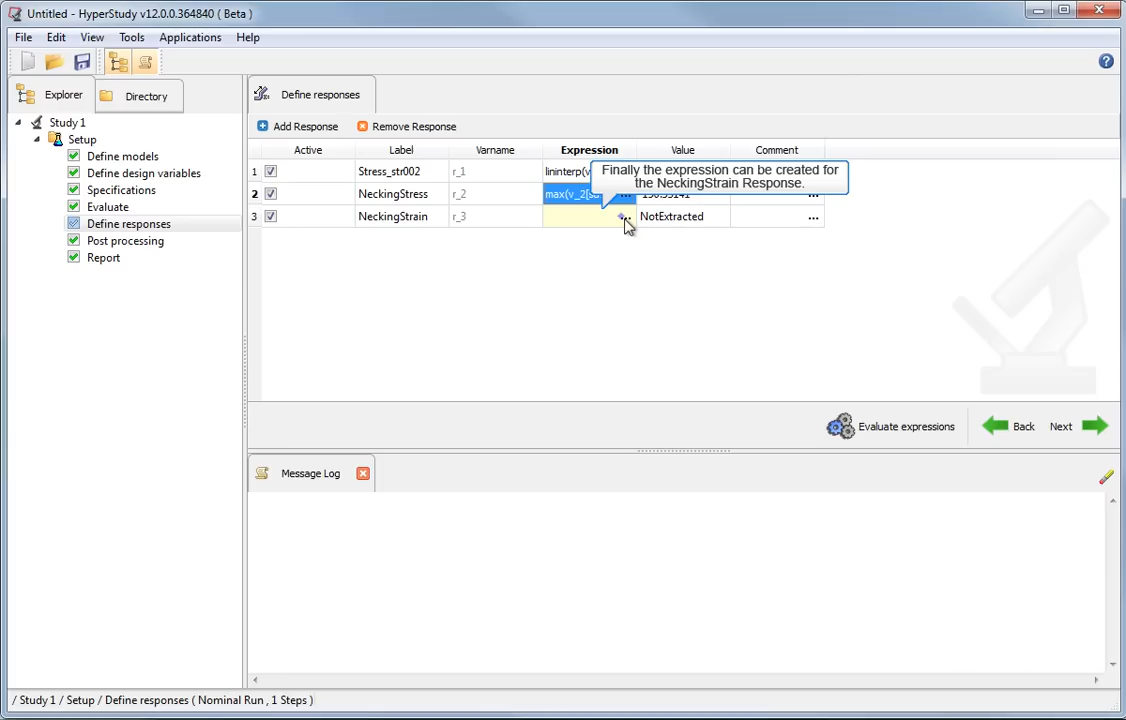 Untitled - HyperStudy v12.0.0.364840 ( Beta )
File Edit View Tools Applications Help
Explorer
Directory
Study 1
Setup
Define models
Define design variables
Specifications
Evaluate
Define responses
Post processing
Report
Define responses
Add Response
Remove Response
Active Label Varname Expression Value Comment
1 Stress_str002 r_1 lininterp(v
2 NeckingStress r_2 max(v_2[s ...
3 NeckingStrain r_3 ... NotExtracted ...
Finally the expression can be created for
the NeckingStrain Response.
Evaluate expressions
Back
Next
Message Log
/ Study 1 / Setup / Define responses ( Nominal Run , 1 Steps )